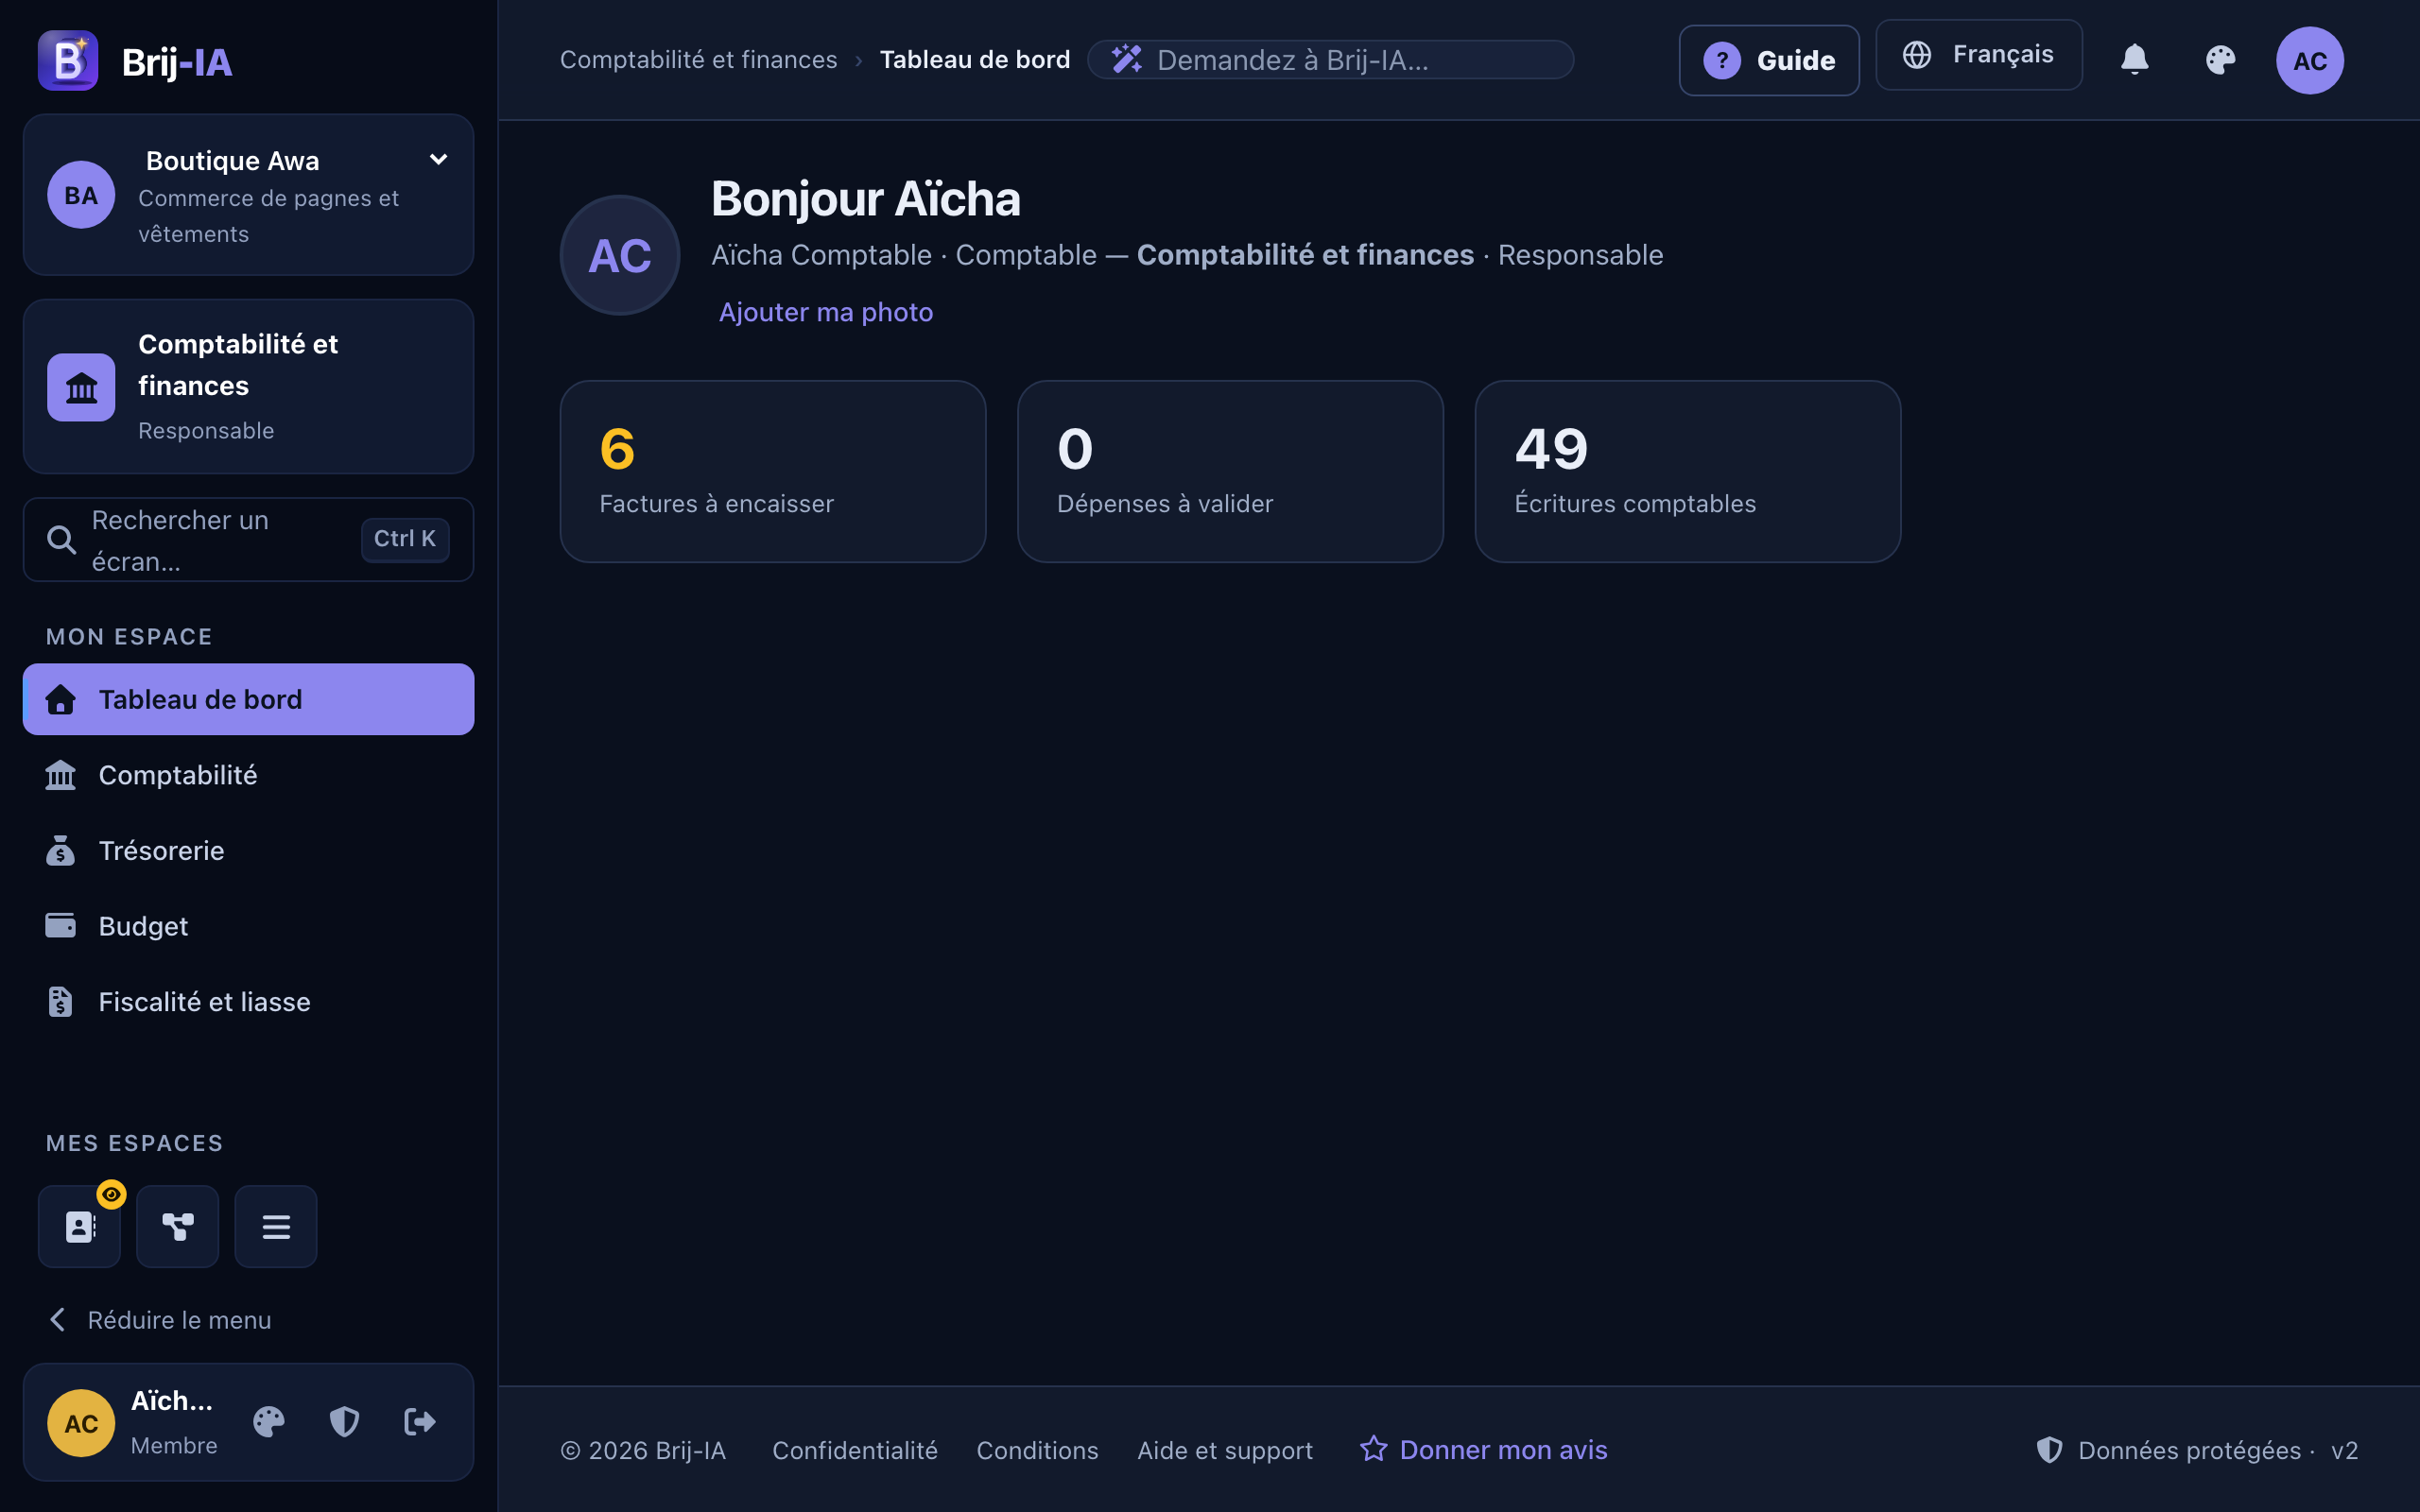 Brij-IA
BA
Boutique Awa
Commerce de pagnes et
vêtements
Comptabilité et
finances
Responsable
Rechercher un
écran...
Ctrl K
MON ESPACE
Tableau de bord
Comptabilité
Trésorerie
Budget
Fiscalité et liasse
MES ESPACES
Réduire le menu
AC
Aïch...
Membre
Comptabilité et finances › Tableau de bord
Demandez à Brij-IA...
? Guide
Français
AC
AC
Bonjour Aïcha
Aïcha Comptable · Comptable — Comptabilité et finances · Responsable
Ajouter ma photo
6
Factures à encaisser
0
Dépenses à valider
49
Écritures comptables
© 2026 Brij-IA
Confidentialité
Conditions
Aide et support
Donner mon avis
Données protégées · v2